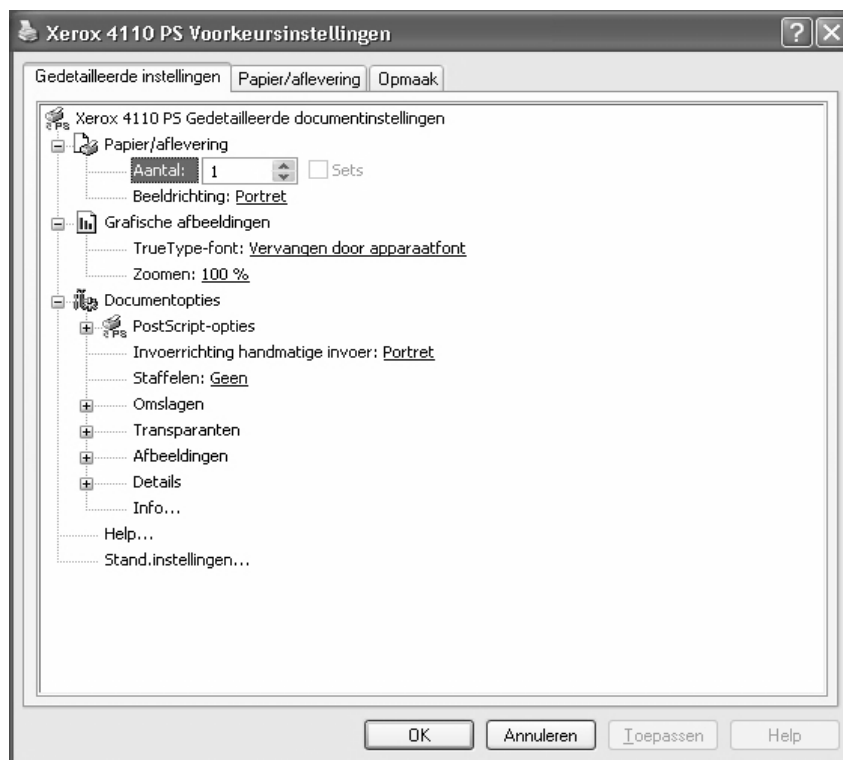 Xerox 4110 PS Voorkeursinstellingen
Gedetailleerde instellingen Papier/aflevering Opmaak
Xerox 4110 PS Gedetailleerde documentinstellingen
Papier/aflevering
Aantal: 1 Sets
Beeldrichting: Portret
Grafische afbeeldingen
TrueType-font: Vervangen door apparaatfont
Zoomen: 100 %
Documentopties
PostScript-opties
Invoerrichting handmatige invoer: Portret
Staffelen: Geen
Omslagen
Transparanten
Afbeeldingen
Details
Info...
Help...
Stand.instellingen...
OK Annuleren Toepassen Help